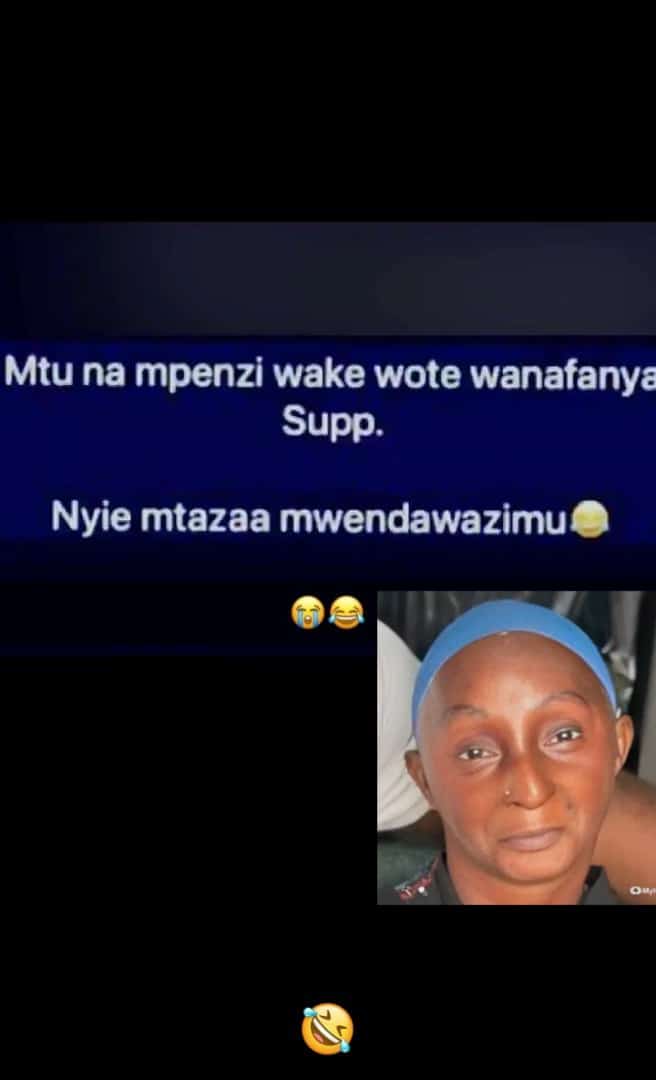 Mtu na mpenzi wake wote wanafanya
Supp.
Nyie mtazaa mwendawazimu😂
😭😂
🤣